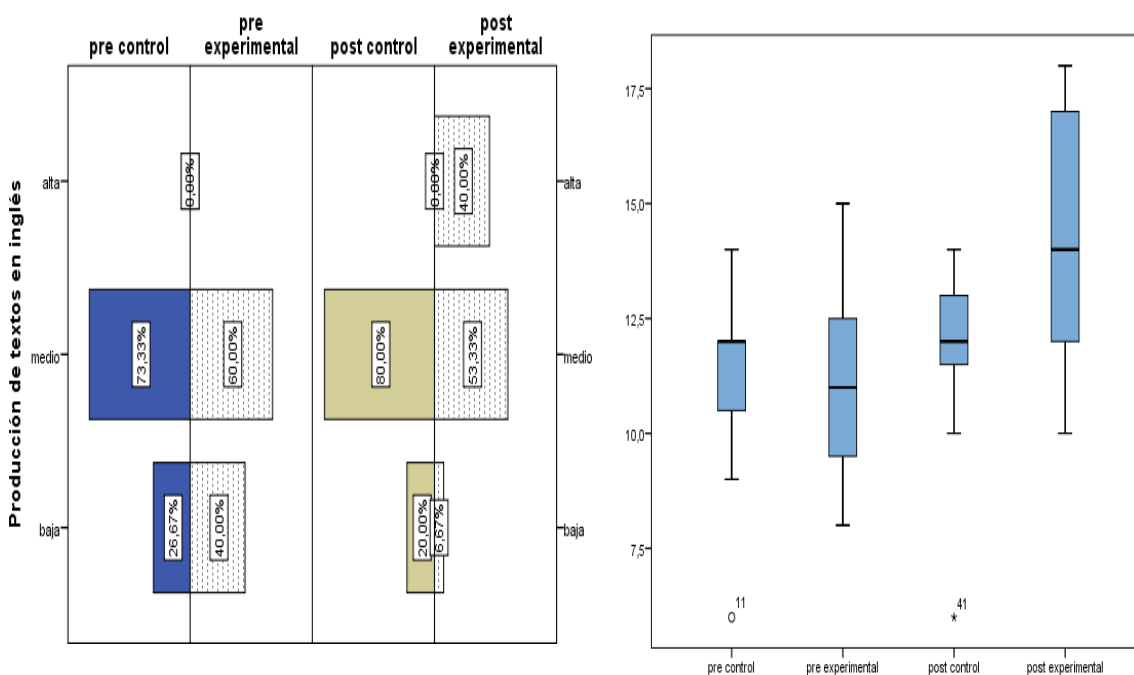 pre control
pre
experimental
post control
post
experimental
Producción de textos en inglés
alta
0,00%
0,00%
40,00%
alta
medio
73,33%
60,00%
80,00%
53,33%
medio
baja
26,67%
40,00%
20,00%
6,67%
baja
17,5
15,0
12,5
10,0
7,5
11
41
pre control
pre experimental
post control
post experimental